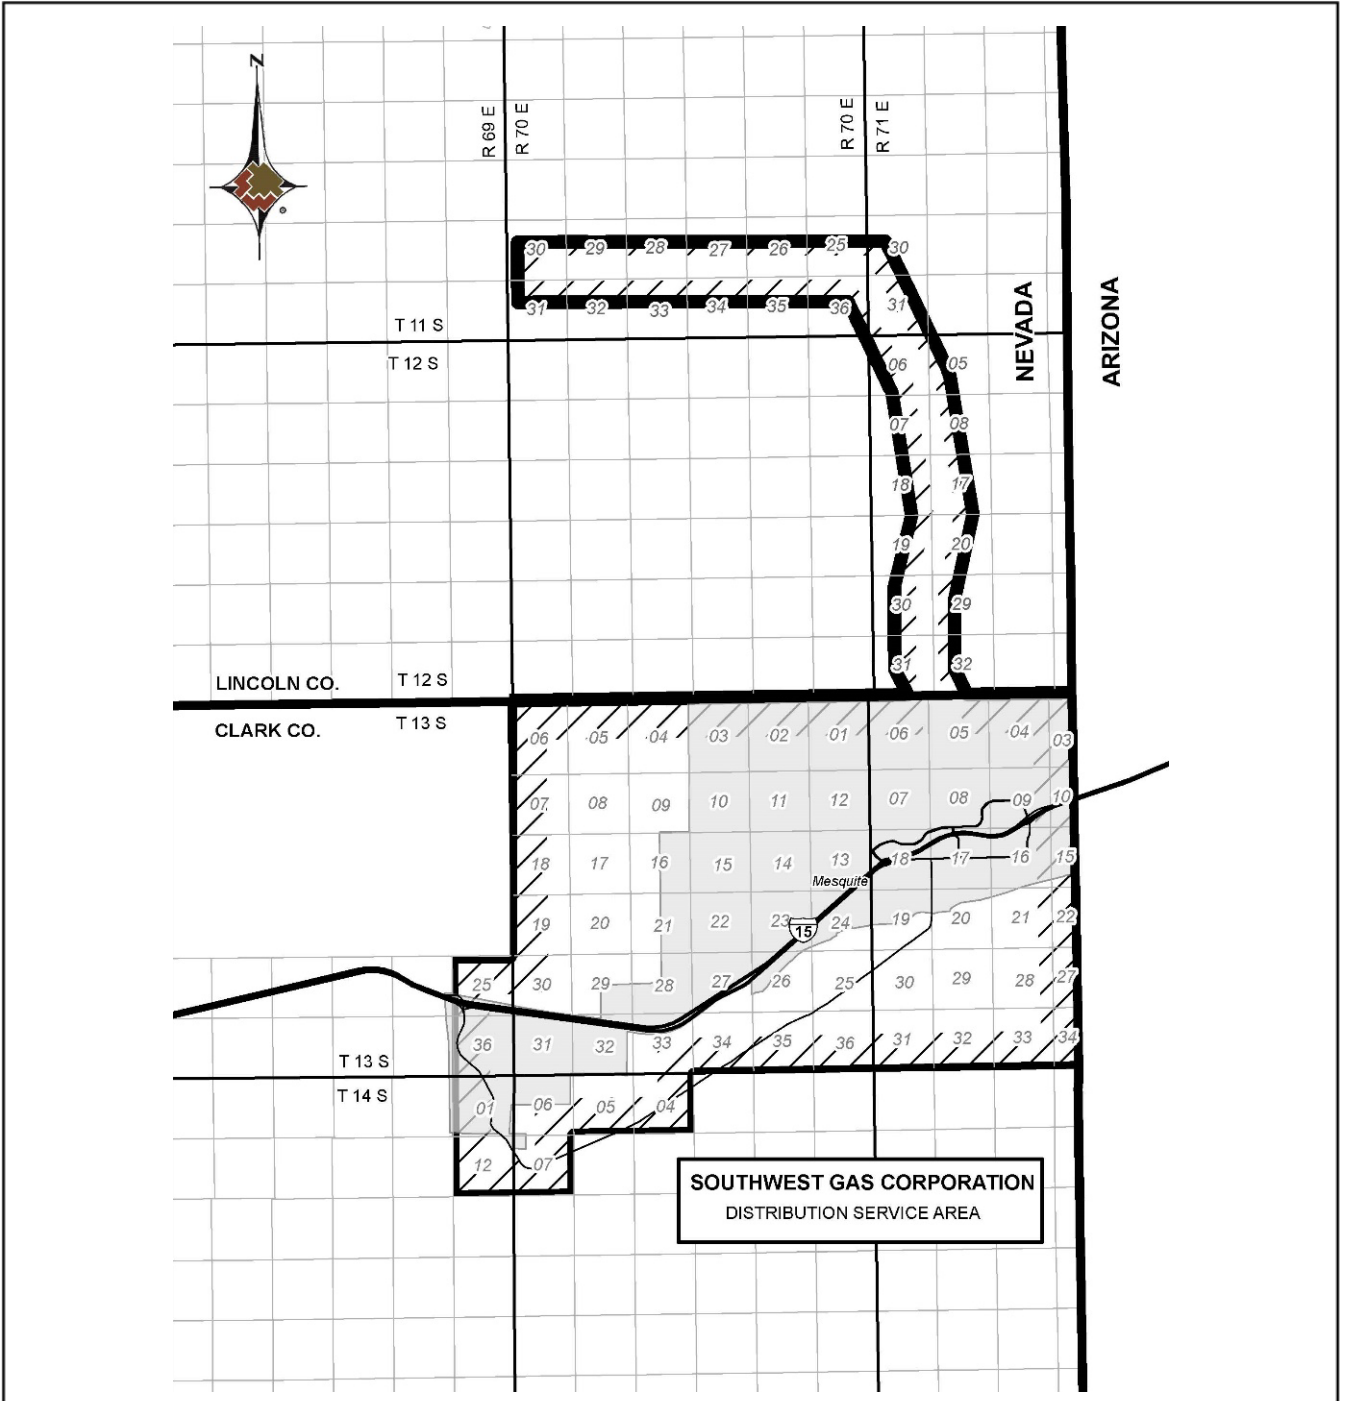 N
R 69 E
R 70 E
R 70 E
R 71 E
30 29 28 27 26 25 30
31 32 33 34 35 36 31
NEVADA
ARIZONA
T 11 S
T 12 S
06 05
07 08
18 17
19 20
30 29
31 32
LINCOLN CO.
T 12 S
CLARK CO.
T 13 S
06 05 04 03 02 01 06 05 04 03
07 08 09 10 11 12 07 08 09 10
18 17 16 15 14 13 18 17 16 15
Mesquite
19 20 21 22 23 24 19 20 21 22
15
25 30 29 28 27 26 25 30 29 28 27
36 31 32 33 34 35 36 31 32 33 34
T 13 S
T 14 S
01 06 05 04
12 07
SOUTHWEST GAS CORPORATION
DISTRIBUTION SERVICE AREA